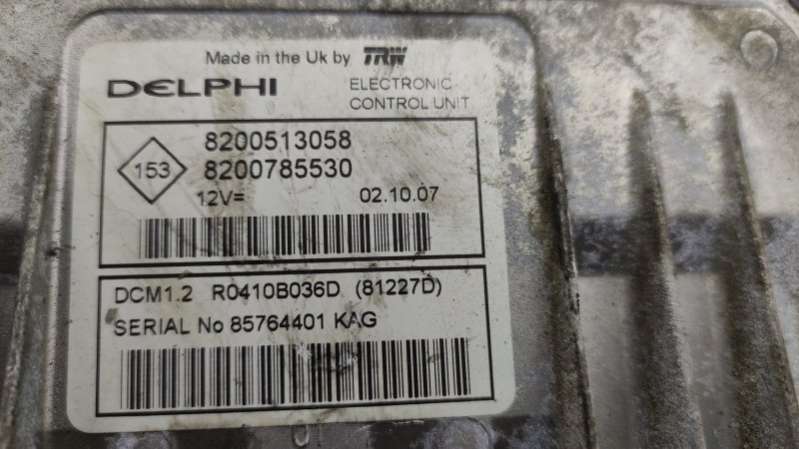 Made in the Uk by TRW
DELPHI ELECTRONIC
CONTROL UNIT
153
8200513058
8200785530
12V= 02.10.07
DCM1.2 R0410B036D (81227D)
SERIAL No 85764401 KAG